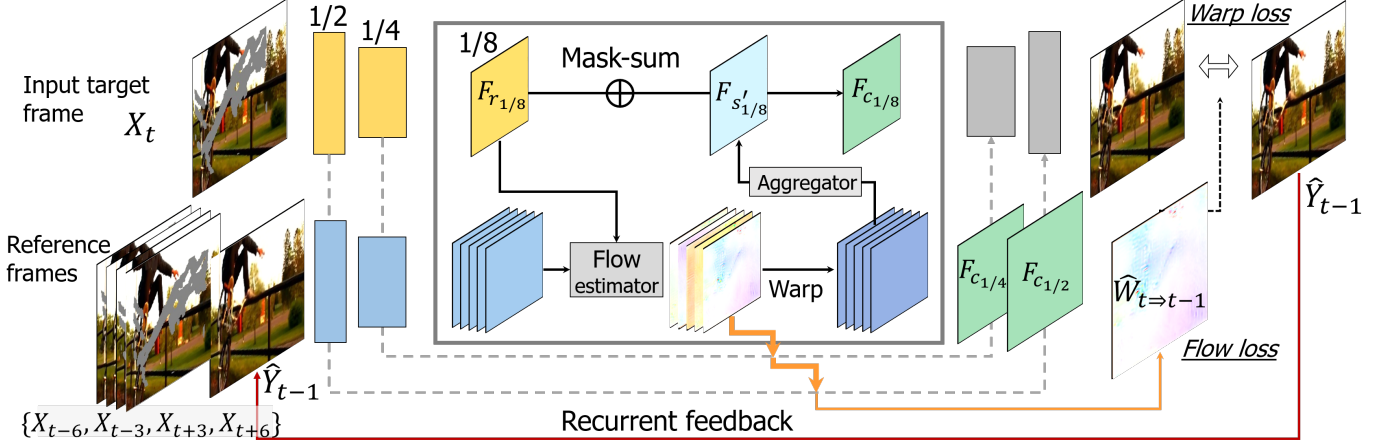 Input target
frame
X_t
1/2
1/4
1/8
F_{r_{1/8}}
Mask-sum
F_{s'_{1/8}}
F_{c_{1/8}}
Aggregator
Flow
estimator
Warp
Warp loss
Ŷ_{t-1}
Reference
frames
Ŷ_{t-1}
{X_{t-6}, X_{t-3}, X_{t+3}, X_{t+6}}
F_{c_{1/4}}
F_{c_{1/2}}
Ŵ_{t⇒t-1}
Flow loss
Recurrent feedback